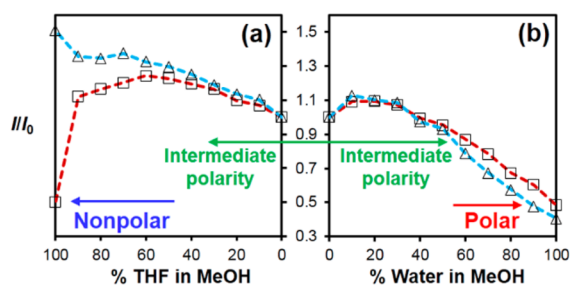 (a)
(b)
I/I0
1.5
1.3
1.1
0.9
0.7
0.5
0.3
Intermediate
polarity
Intermediate
polarity
Nonpolar
Polar
100 80 60 40 20 0
0 20 40 60 80 100
% THF in MeOH
% Water in MeOH